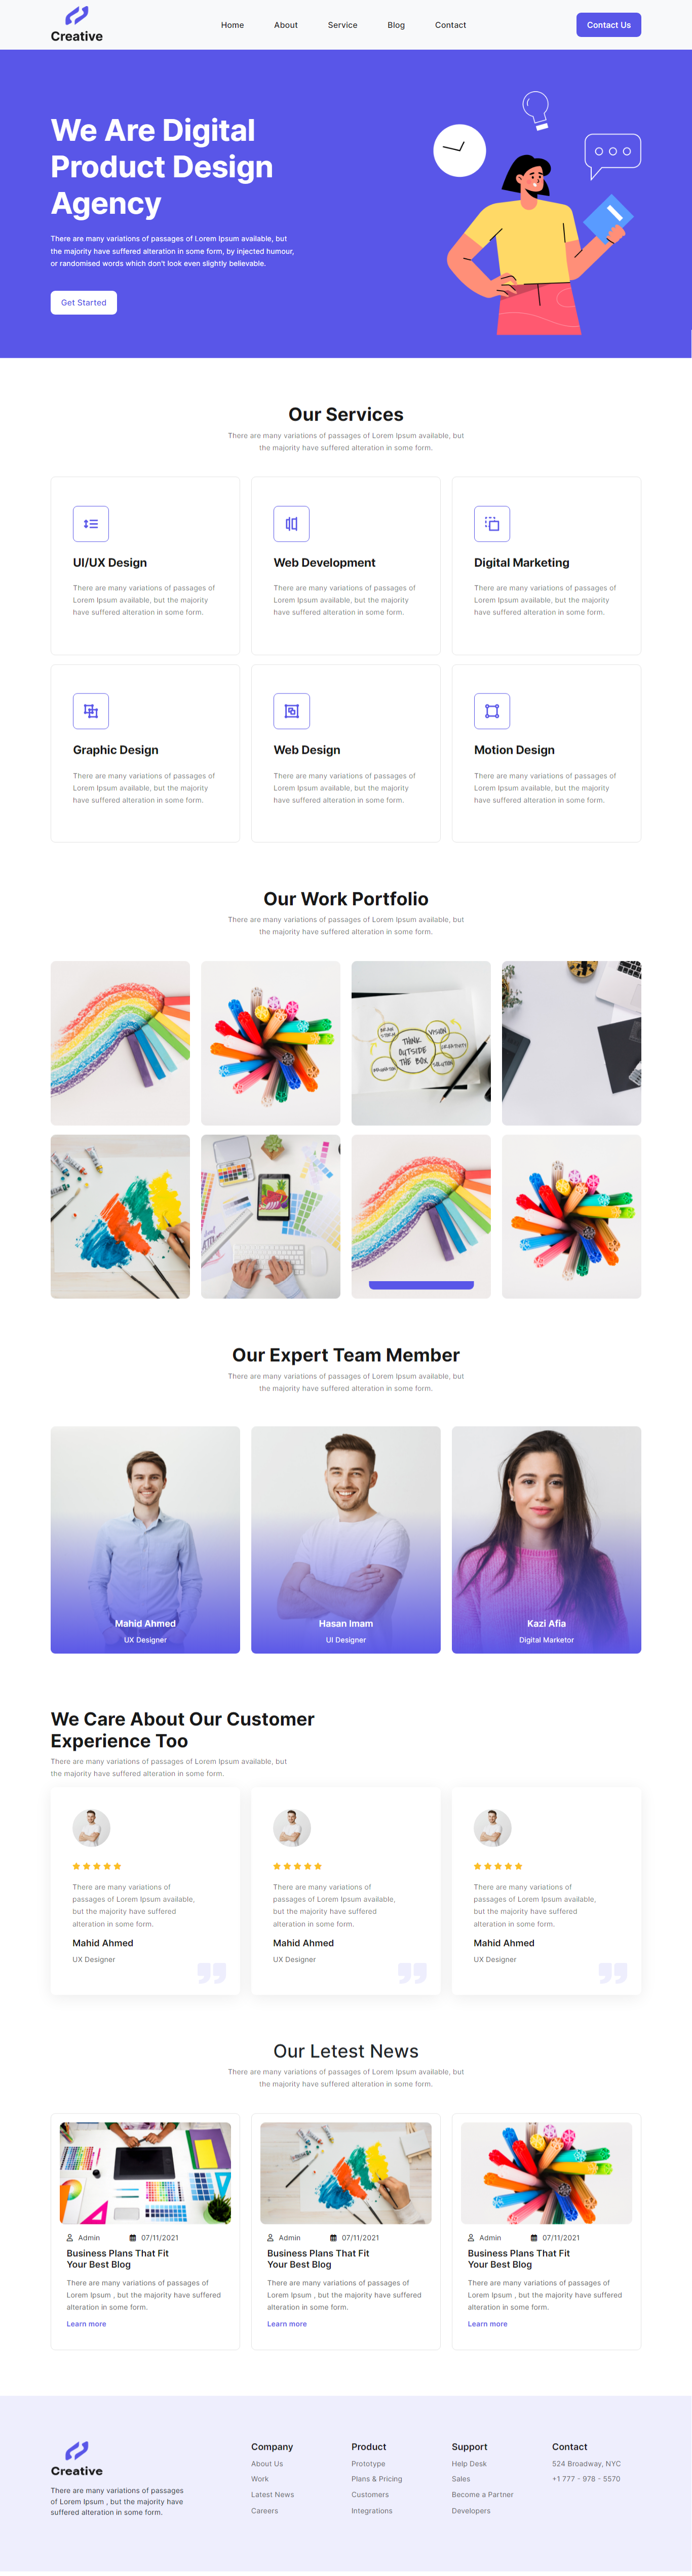 Creative
Home About Service Blog Contact
Contact Us
We Are Digital
Product Design
Agency
There are many variations of passages of Lorem Ipsum available, but
the majority have suffered alteration in some form, by injected humour,
or randomised words which don't look even slightly believable.
Get Started
Our Services
There are many variations of passages of Lorem Ipsum available, but
the majority have suffered alteration in some form.
UI/UX Design
There are many variations of passages of
Lorem Ipsum available, but the majority
have suffered alteration in some form.
Web Development
There are many variations of passages of
Lorem Ipsum available, but the majority
have suffered alteration in some form.
Digital Marketing
There are many variations of passages of
Lorem Ipsum available, but the majority
have suffered alteration in some form.
Graphic Design
There are many variations of passages of
Lorem Ipsum available, but the majority
have suffered alteration in some form.
Web Design
There are many variations of passages of
Lorem Ipsum available, but the majority
have suffered alteration in some form.
Motion Design
There are many variations of passages of
Lorem Ipsum available, but the majority
have suffered alteration in some form.
Our Work Portfolio
There are many variations of passages of Lorem Ipsum available, but
the majority have suffered alteration in some form.
VISION
THINK
OUTSIDE
THE BOX
CREATIVITY
SOLUTION
Our Expert Team Member
There are many variations of passages of Lorem Ipsum available, but
the majority have suffered alteration in some form.
Mahid Ahmed
UX Designer
Hasan Imam
UI Designer
Kazi Afia
Digital Marketor
We Care About Our Customer
Experience Too
There are many variations of passages of Lorem Ipsum available, but
the majority have suffered alteration in some form.
There are many variations of
passages of Lorem Ipsum available,
but the majority have suffered
alteration in some form.
Mahid Ahmed
UX Designer
There are many variations of
passages of Lorem Ipsum available,
but the majority have suffered
alteration in some form.
Mahid Ahmed
UX Designer
There are many variations of
passages of Lorem Ipsum available,
but the majority have suffered
alteration in some form.
Mahid Ahmed
UX Designer
Our Letest News
There are many variations of passages of Lorem Ipsum available, but
the majority have suffered alteration in some form.
Admin 07/11/2021
Business Plans That Fit
Your Best Blog
There are many variations of passages of
Lorem Ipsum , but the majority have suffered
alteration in some form.
Learn more
Admin 07/11/2021
Business Plans That Fit
Your Best Blog
There are many variations of passages of
Lorem Ipsum , but the majority have suffered
alteration in some form.
Learn more
Admin 07/11/2021
Business Plans That Fit
Your Best Blog
There are many variations of passages of
Lorem Ipsum , but the majority have suffered
alteration in some form.
Learn more
Creative
There are many variations of passages
of Lorem Ipsum , but the majority have
suffered alteration in some form.
Company
About Us
Work
Latest News
Careers
Product
Prototype
Plans & Pricing
Customers
Integrations
Support
Help Desk
Sales
Become a Partner
Developers
Contact
524 Broadway, NYC
+1 777 - 978 - 5570